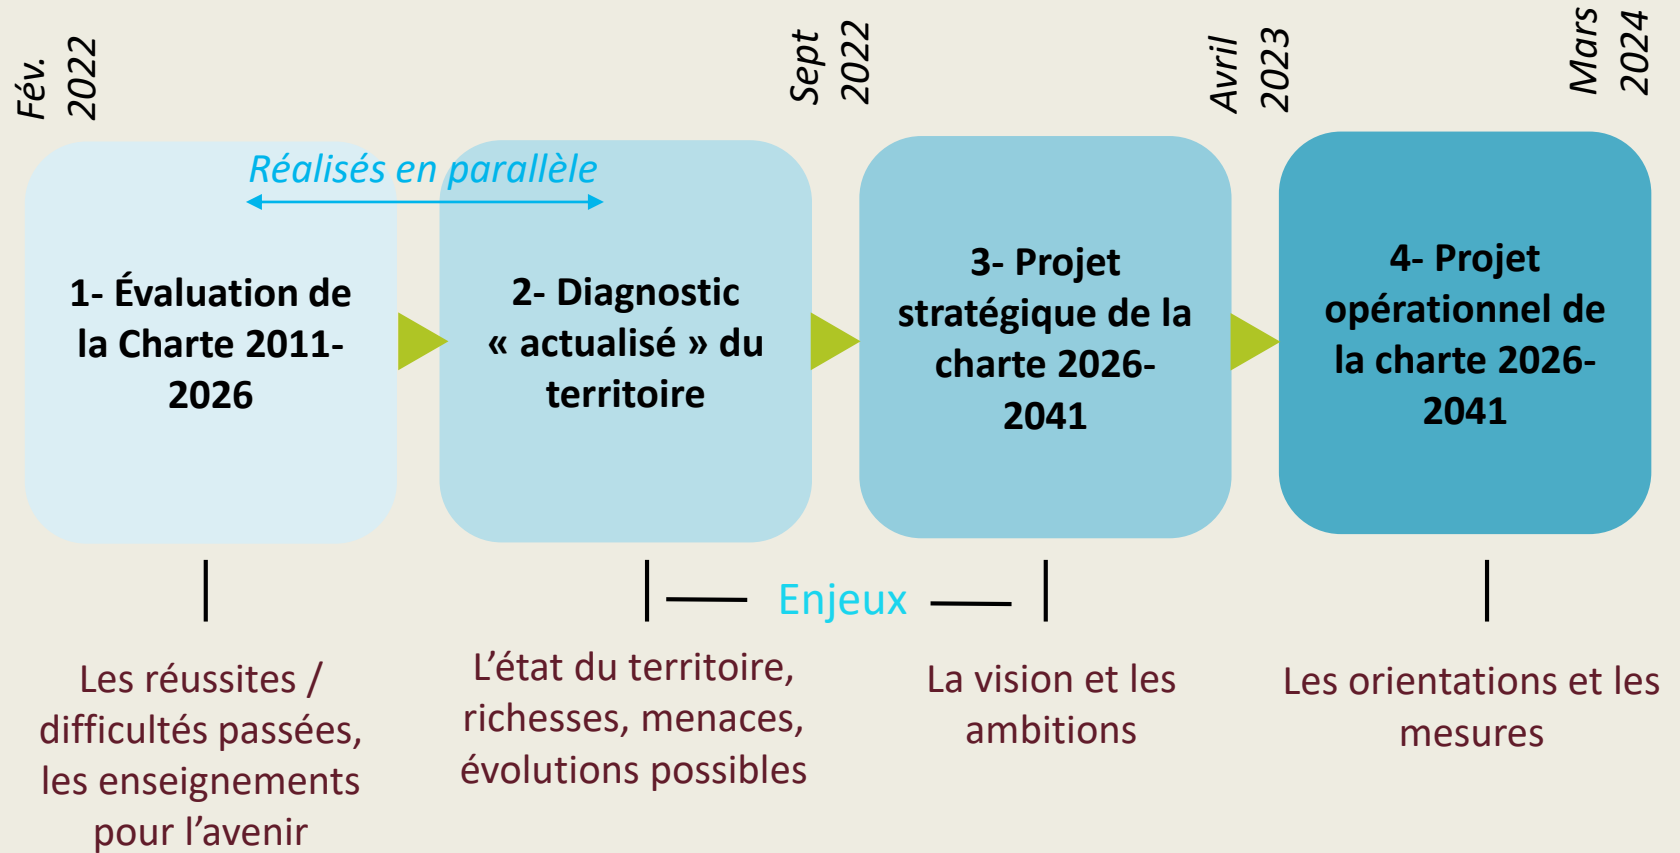 Fév.
2022
Sept
2022
Avril
2023
Mars
2024
Réalisés en parallèle
1- Évaluation de
la Charte 2011-
2026
2- Diagnostic
« actualisé » du
territoire
3- Projet
stratégique de la
charte 2026-
2041
4- Projet
opérationnel de
la charte 2026-
2041
Enjeux
Les réussites /
difficultés passées,
les enseignements
pour l’avenir
L’état du territoire,
richesses, menaces,
évolutions possibles
La vision et les
ambitions
Les orientations et les
mesures